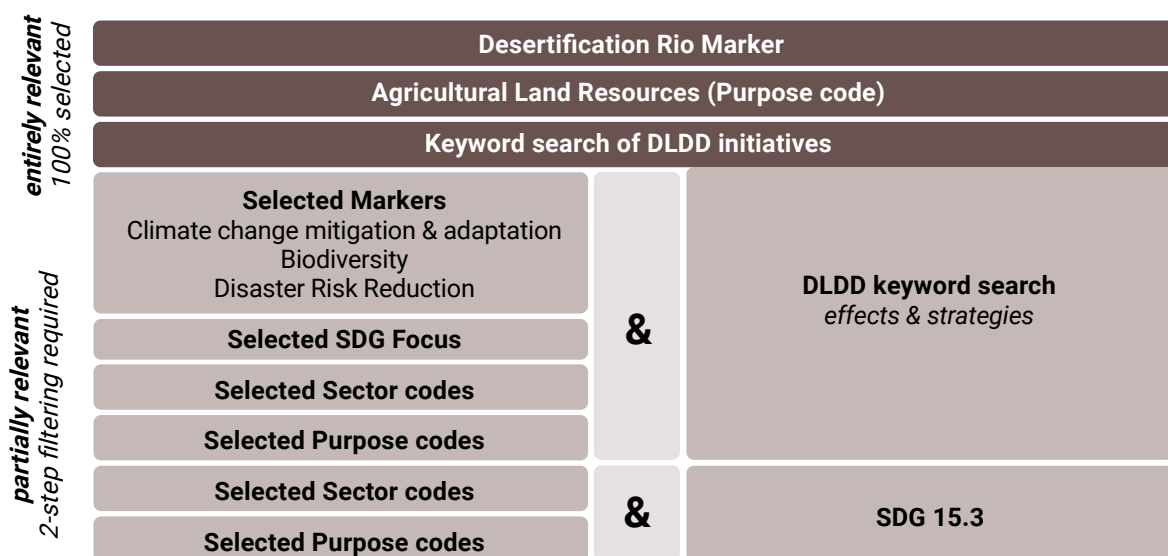 entirely relevant
100% selected
Desertification Rio Marker
Agricultural Land Resources (Purpose code)
Keyword search of DLDD initiatives
partially relevant
2-step filtering required
Selected Markers
Climate change mitigation & adaptation
Biodiversity
Disaster Risk Reduction
Selected SDG Focus
Selected Sector codes
Selected Purpose codes
&
DLDD keyword search
effects & strategies
Selected Sector codes
Selected Purpose codes
&
SDG 15.3